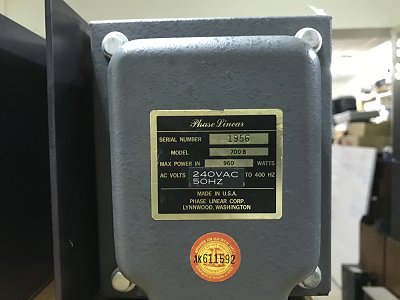 Phase Linear
SERIAL NUMBER 1956
MODEL 700 B
MAX POWER IN 960 WATTS
AC VOLTS 240VAC 50HZ TO 400 HZ
MADE IN U.S.A.
PHASE LINEAR CORP.
LYNNWOOD, WASHINGTON
AK611592